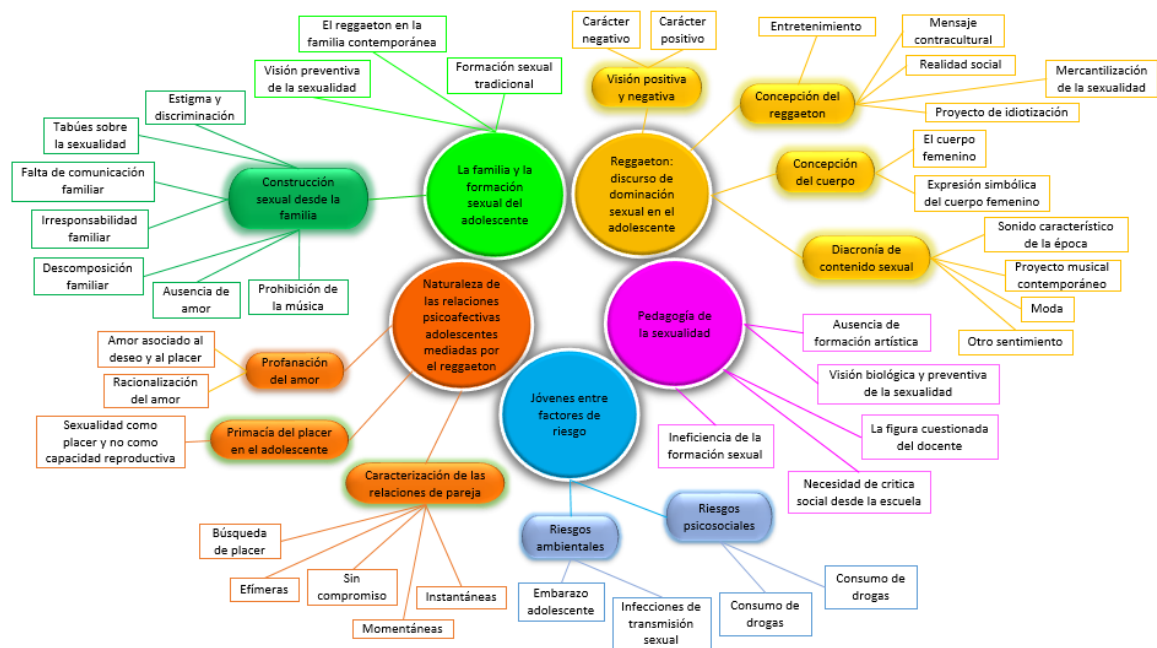 El reggaeton en la
familia contemporánea
Visión preventiva
de la sexualidad
Formación sexual
tradicional
Estigma y
discriminación
Tabúes sobre
la sexualidad
Falta de comunicación
familiar
Irresponsabilidad
familiar
Descomposición
familiar
Ausencia de
amor
Prohibición de
la música
Construcción
sexual desde la
familia
La familia y la
formación
sexual del
adolescente
Carácter
negativo
Carácter
positivo
Visión positiva
y negativa
Entretenimiento
Mensaje
contracultural
Realidad social
Mercantilización
de la sexualidad
Proyecto de idiotización
Concepción del
reggaeton
Reggaeton:
discurso de
dominación
sexual en el
adolescente
Concepción
del cuerpo
El cuerpo
femenino
Expresión simbólica
del cuerpo femenino
Diacronía de
contenido sexual
Sonido característico
de la época
Proyecto musical
contemporáneo
Moda
Otro sentimiento
Naturaleza de
las relaciones
psicoafectivas
adolescentes
mediadas por
el reggaeton
Amor asociado al
deseo y al placer
Racionalización
del amor
Profanación
del amor
Sexualidad como
placer y no como
capacidad reproductiva
Primacía del placer
en el adolescente
Caracterización de las
relaciones de pareja
Búsqueda
de placer
Efímeras
Sin
compromiso
Momentáneas
Instantáneas
Pedagogía de
la sexualidad
Ausencia de
formación artística
Visión biológica y preventiva
de la sexualidad
La figura cuestionada
del docente
Necesidad de critica
social desde la escuela
Ineficiencia de la
formación sexual
Jóvenes entre
factores de
riesgo
Riesgos
ambientales
Riesgos
psicosociales
Embarazo
adolescente
Infecciones de
transmisión
sexual
Consumo de
drogas
Consumo de
drogas